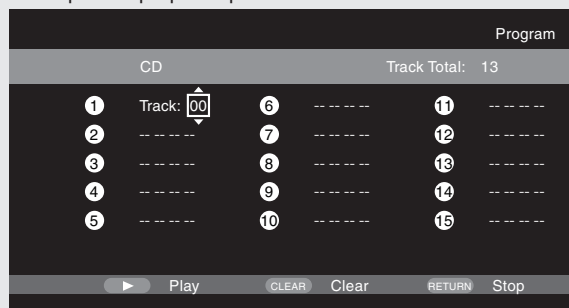 Program
CD Track Total: 13
1 Track: 00 6 -- -- -- -- 11 -- -- -- --
2 -- -- -- -- 7 -- -- -- -- 12 -- -- -- --
3 -- -- -- -- 8 -- -- -- -- 13 -- -- -- --
4 -- -- -- -- 9 -- -- -- -- 14 -- -- -- --
5 -- -- -- -- 10 -- -- -- -- 15 -- -- -- --
Play CLEAR Clear RETURN Stop